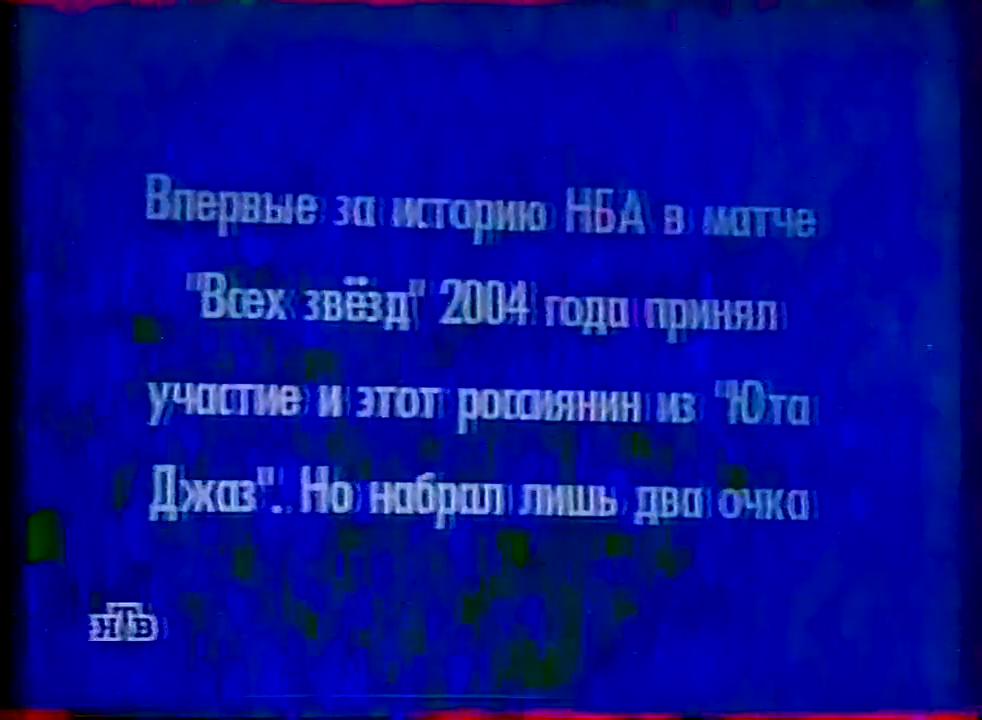 Впервые за историю НБА в матче
"Всех звёзд" 2004 года принял
участие и этот россиянин из "Юта
Джаз". Но набрал лишь два очка
НТВ